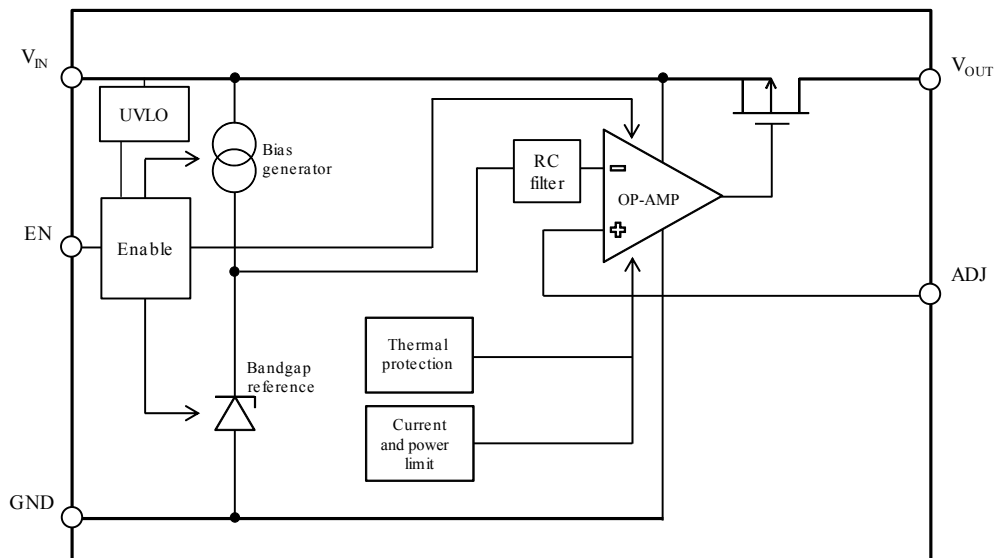 VIN
VOUT
UVLO
Bias
generator
RC
filter
OP-AMP
EN
Enable
ADJ
Thermal
protection
Bandgap
reference
Current
and power
limit
GND